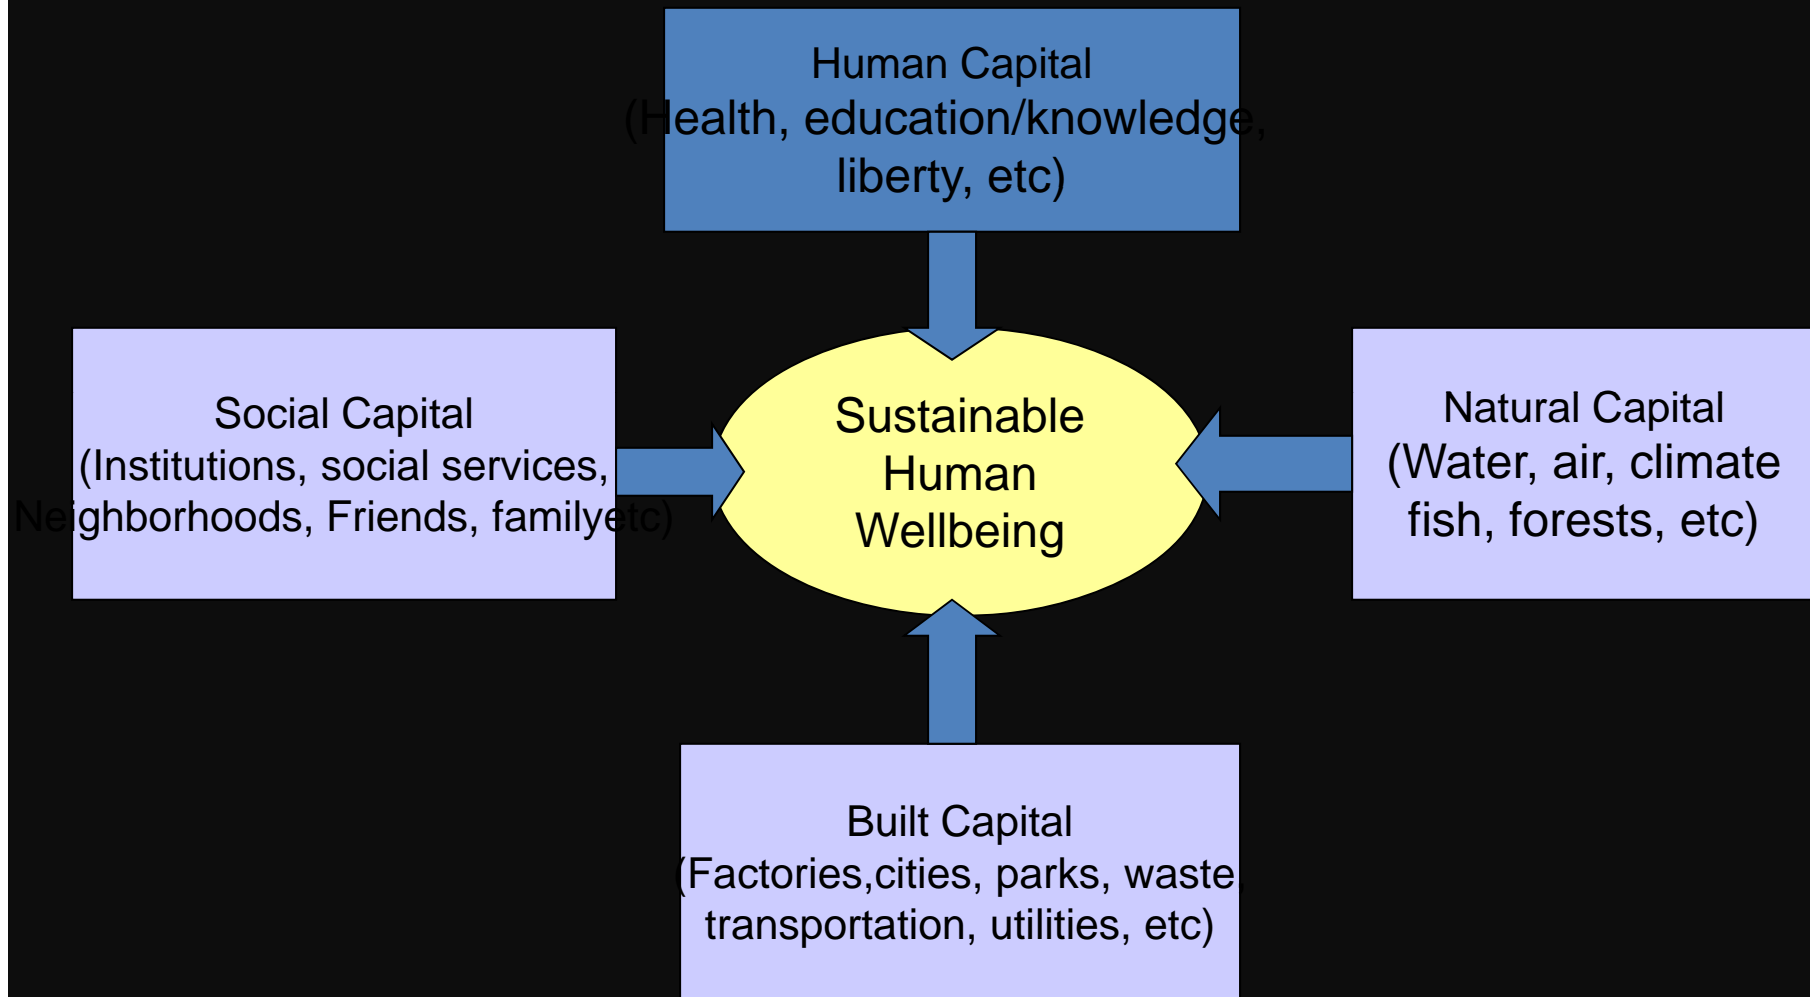 Human Capital
(Health, education/knowledge,
liberty, etc)
Social Capital
(Institutions, social services,
Neighborhoods, Friends, familyetc)
Sustainable
Human
Wellbeing
Natural Capital
(Water, air, climate
fish, forests, etc)
Built Capital
(Factories,cities, parks, waste,
transportation, utilities, etc)